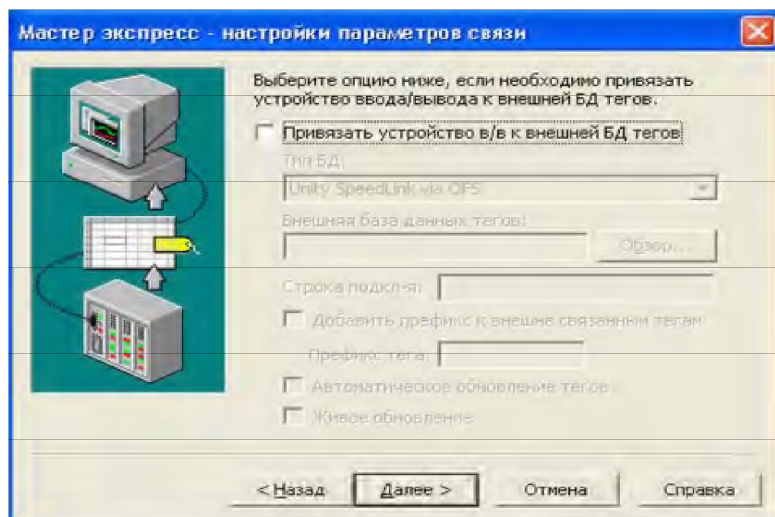 Мастер экспресс - настройки параметров связи
Выберите опцию ниже, если необходимо привязать
устройство ввода/вывода к внешней БД тегов.
Привязать устройство в/в к внешней БД тегов
Тип БД:
Unity SpeedLink via OFS
Внешняя база данных тегов:
Обзор...
Строка подкл-я:
Добавить префикс к внешне связанным тегам
Префикс тега:
Автоматическое обновление тегов
Живое обновление
< Назад Далее > Отмена Справка